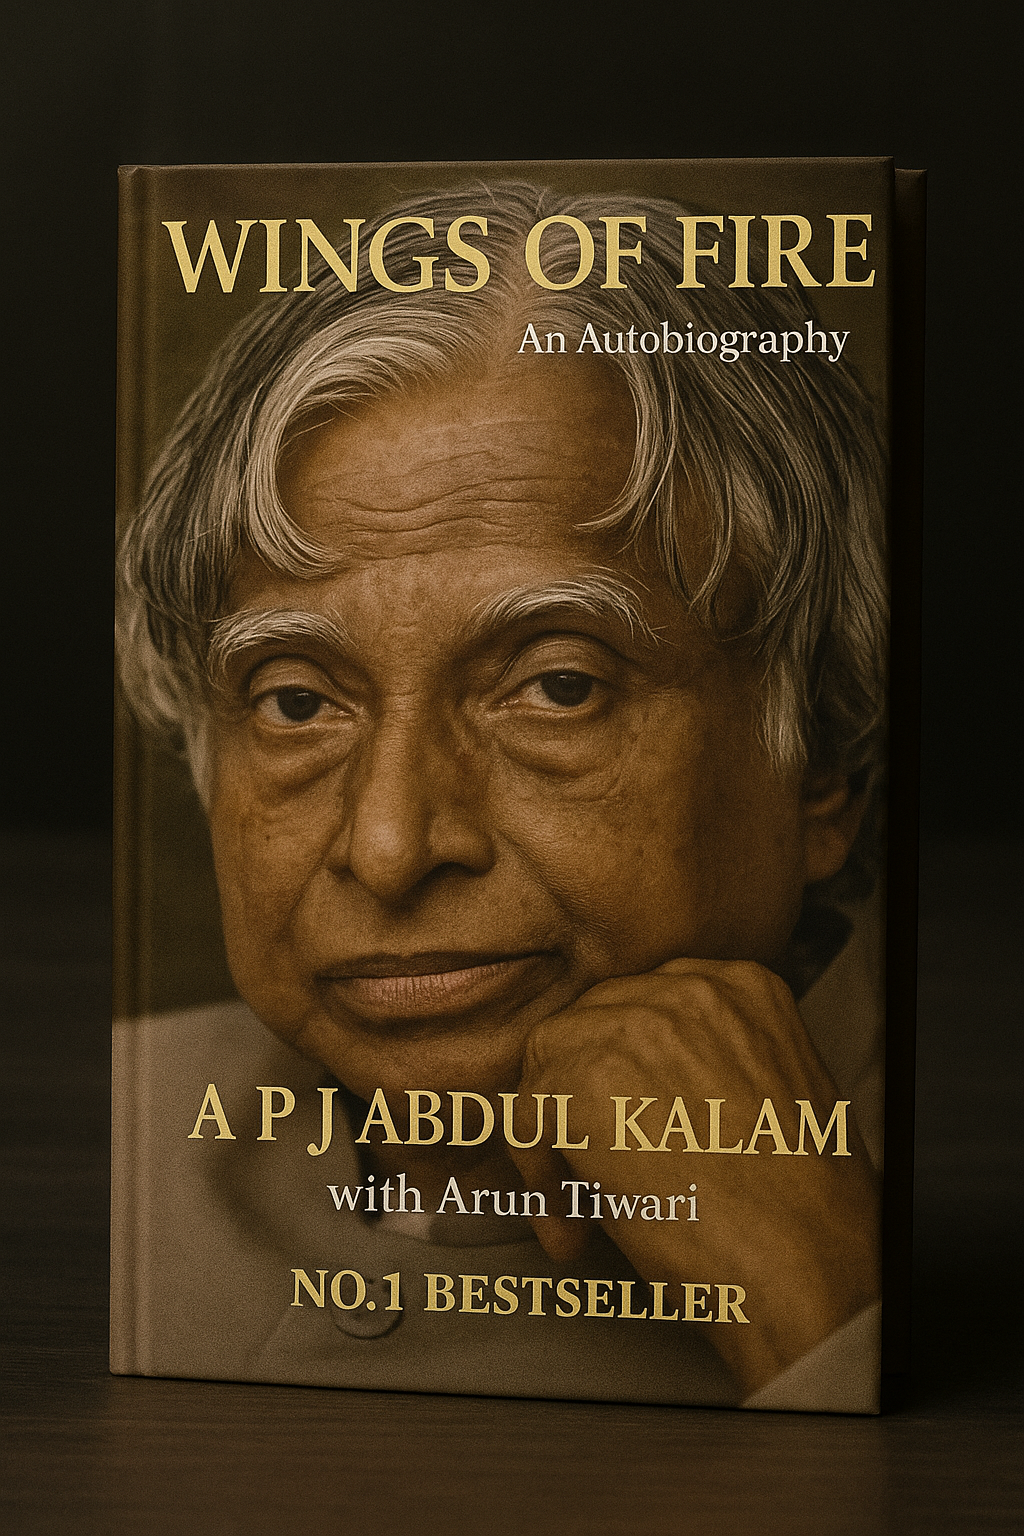 WINGS OF FIRE
An Autobiography
A P J ABDUL KALAM
with Arun Tiwari
NO.1 BESTSELLER